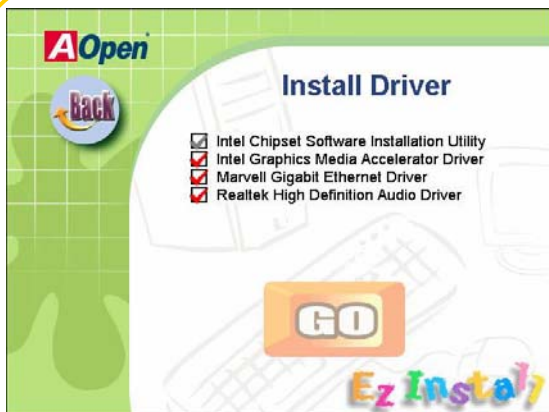 AOpen
Back
Install Driver
Intel Chipset Software Installation Utility
Intel Graphics Media Accelerator Driver
Marvell Gigabit Ethernet Driver
Realtek High Definition Audio Driver
GO
Ez Install